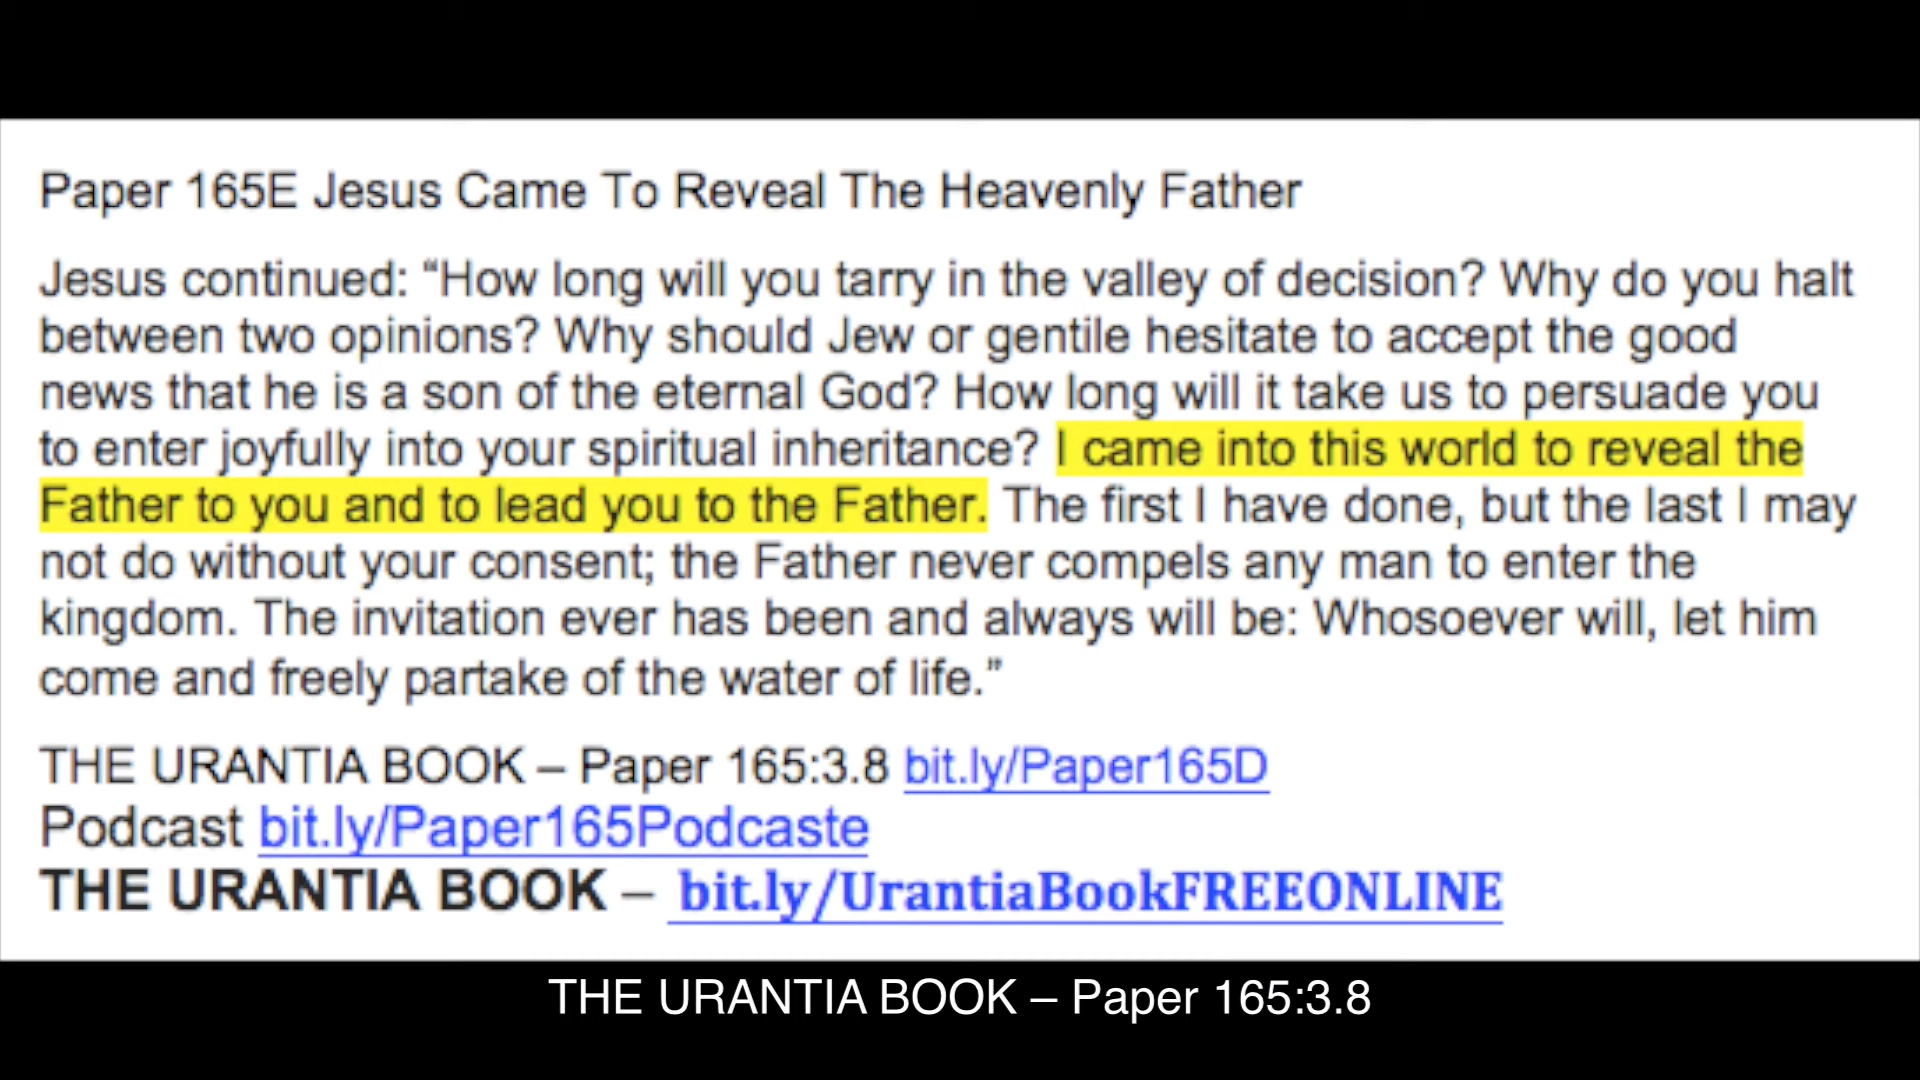 Paper 165E Jesus Came To Reveal The Heavenly Father
Jesus continued: “How long will you tarry in the valley of decision? Why do you halt
between two opinions? Why should Jew or gentile hesitate to accept the good
news that he is a son of the eternal God? How long will it take us to persuade you
to enter joyfully into your spiritual inheritance? I came into this world to reveal the
Father to you and to lead you to the Father. The first I have done, but the last I may
not do without your consent; the Father never compels any man to enter the
kingdom. The invitation ever has been and always will be: Whosoever will, let him
come and freely partake of the water of life.”
THE URANTIA BOOK – Paper 165:3.8 bit.ly/Paper165D
Podcast bit.ly/Paper165Podcaste
THE URANTIA BOOK – bit.ly/UrantiaBookFREEONLINE
THE URANTIA BOOK – Paper 165:3.8